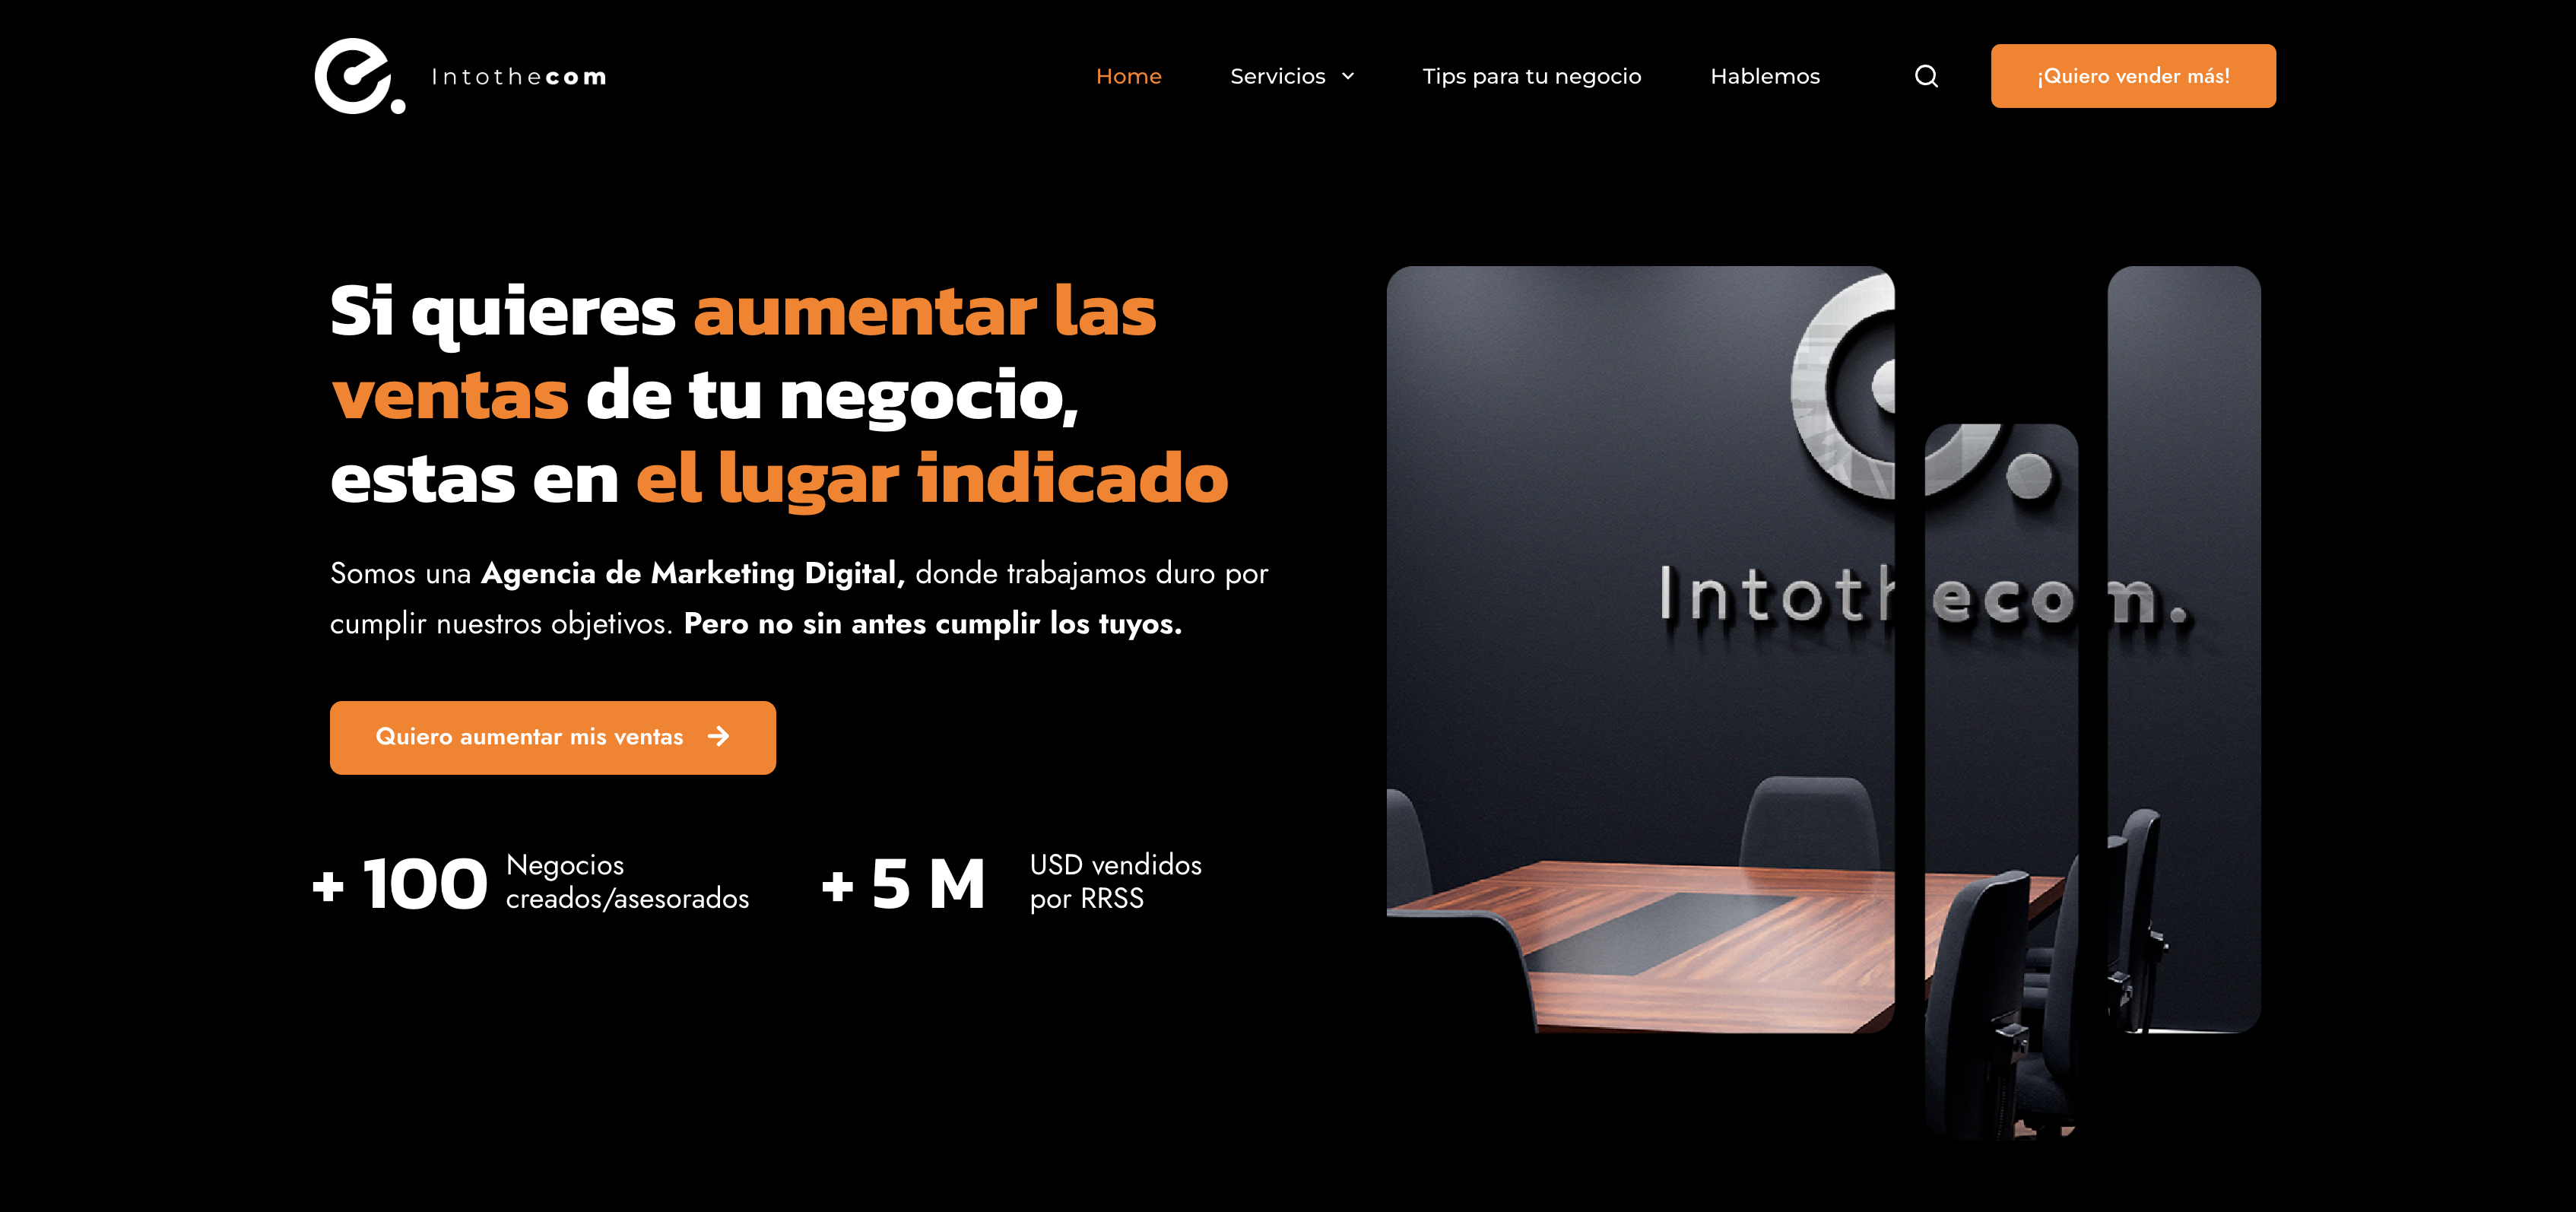 Intothecom
Home
Servicios
Tips para tu negocio
Hablemos
¡Quiero vender más!
Si quieres aumentar las
ventas de tu negocio,
estas en el lugar indicado
Somos una Agencia de Marketing Digital, donde trabajamos duro por
cumplir nuestros objetivos. Pero no sin antes cumplir los tuyos.
Quiero aumentar mis ventas
+ 100
Negocios
creados/asesorados
+ 5 M
USD vendidos
por RRSS
Intothecom.